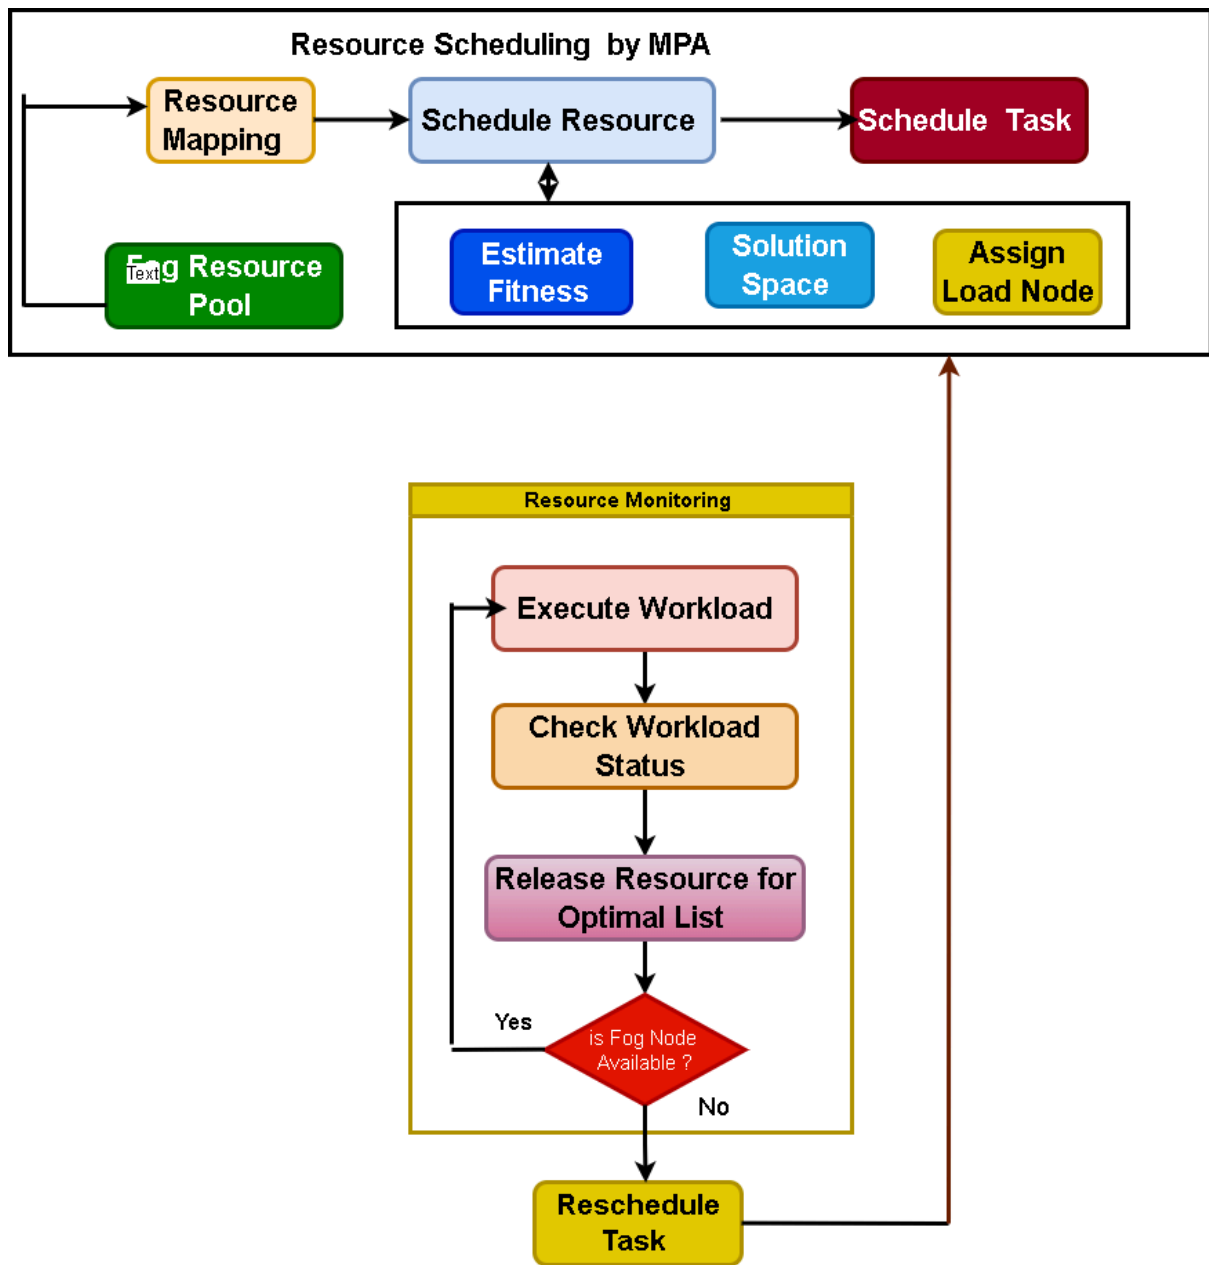 Resource Scheduling by MPA
Resource
Mapping
Schedule Resource
Schedule Task
Fog Resource
Pool
Text
Estimate
Fitness
Solution
Space
Assign
Load Node
Resource Monitoring
Execute Workload
Check Workload
Status
Release Resource for
Optimal List
Yes
is Fog Node
Available ?
No
Reschedule
Task